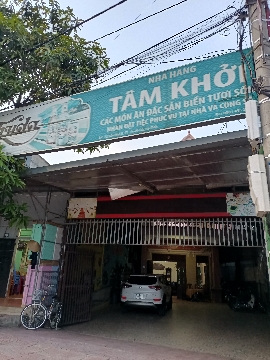 Huda
NHÀ HÀNG
TÂM KHỞI
CÁC MÓN ĂN ĐẶC SẢN BIỂN TƯƠI SỐNG
NHẬN ĐẶT TIỆC PHỤC VỤ TẠI NHÀ VÀ CÔNG